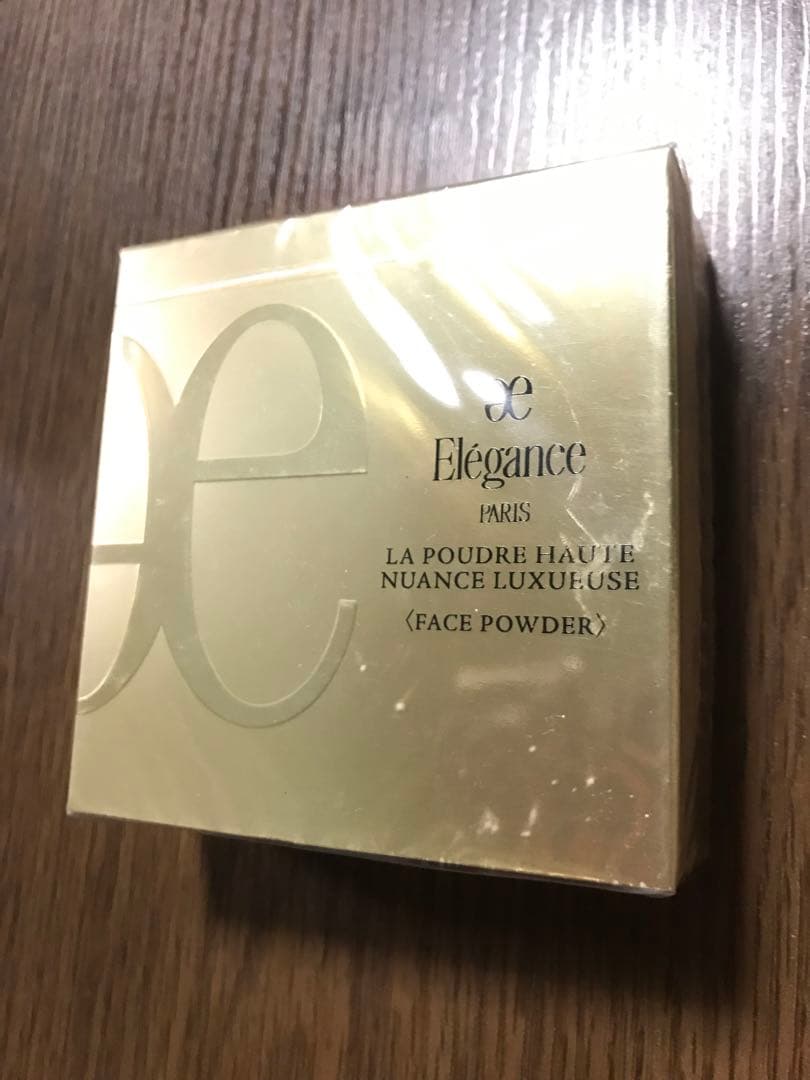 æ
æ
Elégance
PARIS
LA POUDRE HAUTE
NUANCE LUXUEUSE
〈FACE POWDER〉